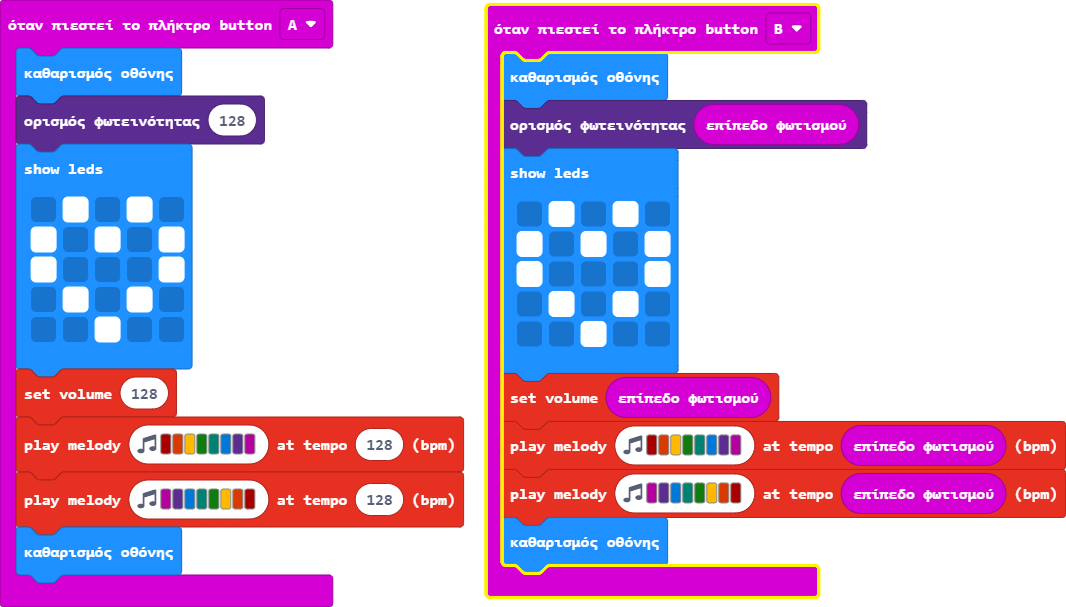 όταν πιεστεί το πλήκτρο button A
καθαρισμός οθόνης
ορισμός φωτεινότητας 128
show leds
set volume 128
play melody at tempo 128 (bpm)
play melody at tempo 128 (bpm)
καθαρισμός οθόνης
όταν πιεστεί το πλήκτρο button B
καθαρισμός οθόνης
ορισμός φωτεινότητας επίπεδο φωτισμού
show leds
set volume επίπεδο φωτισμού
play melody at tempo επίπεδο φωτισμού (bpm)
play melody at tempo επίπεδο φωτισμού (bpm)
καθαρισμός οθόνης